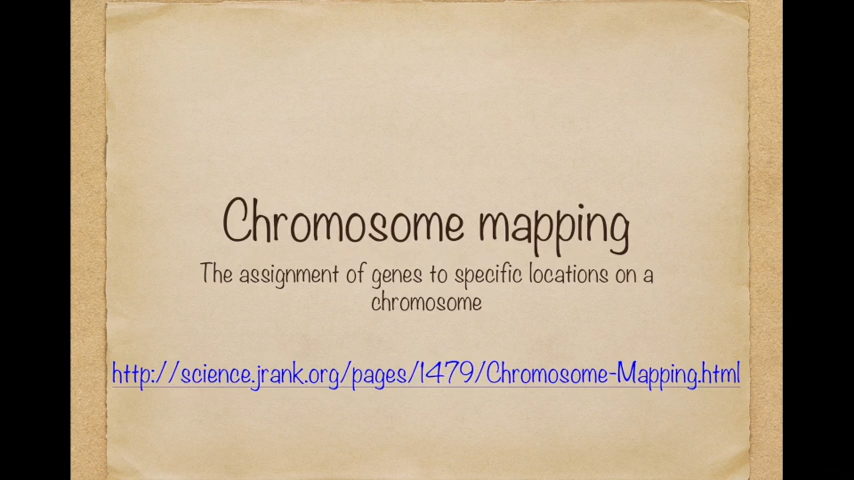 Chromosome mapping
The assignment of genes to specific locations on a
chromosome
http://science.jrank.org/pages/1479/Chromosome-Mapping.html